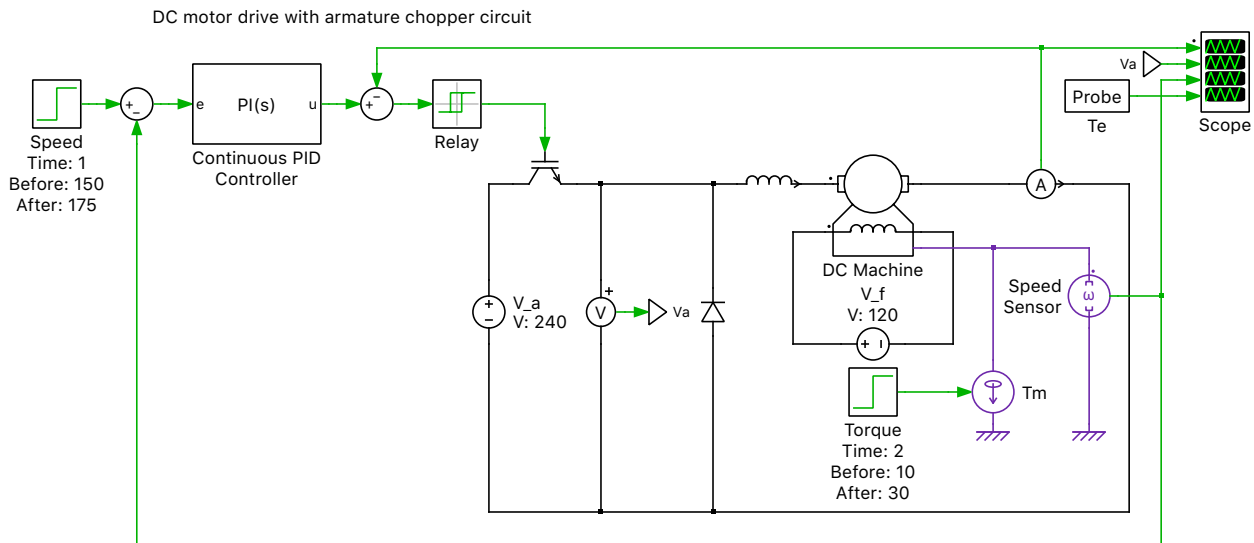 DC motor drive with armature chopper circuit
Speed
Time: 1
Before: 150
After: 175
e
PI(s)
u
Continuous PID
Controller
Relay
Va
Probe
Te
Scope
A
DC Machine
V_f
V: 120
V_a
V: 240
V
Va
Speed
Sensor
ω
Tm
Torque
Time: 2
Before: 10
After: 30